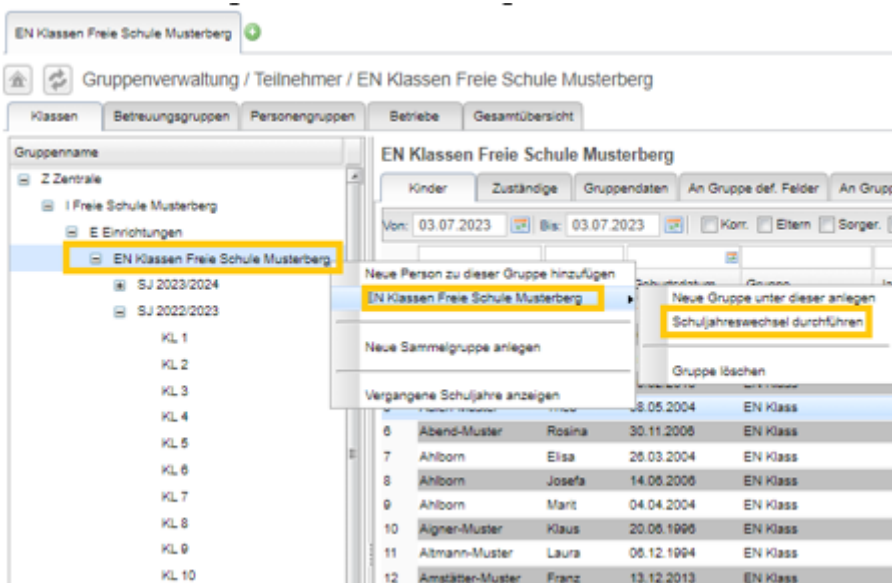 EN Klassen Freie Schule Musterberg
Gruppenverwaltung / Teilnehmer / EN Klassen Freie Schule Musterberg
Klassen Betreuungsgruppen Personengruppen Betriebe Gesamtübersicht
Gruppenname
Z Zentrale
I Freie Schule Musterberg
E Einrichtungen
EN Klassen Freie Schule Musterberg
SJ 2023/2024
SJ 2022/2023
KL 1
KL 2
KL 3
KL 4
KL 5
KL 6
KL 7
KL 8
KL 9
KL 10
EN Klassen Freie Schule Musterberg
Kinder Zuständige Gruppendaten An Gruppe def. Felder An Grupp
Von: 03.07.2023 Bis: 03.07.2023 Korr. Eltern Sorger.
Neue Person zu dieser Gruppe hinzufügen
EN Klassen Freie Schule Musterberg
Neue Sammelgruppe anlegen
Vergangene Schuljahre anzeigen
Neue Gruppe unter dieser anlegen
Schuljahreswechsel durchführen
Gruppe löschen
08.05.2004 EN Klass
6 Abend-Muster Rosina 30.11.2006 EN Klass
7 Ahlborn Elisa 26.03.2004 EN Klass
8 Ahlborn Josefa 14.06.2006 EN Klass
9 Ahlborn Marit 04.04.2004 EN Klass
10 Aigner-Muster Klaus 20.06.1996 EN Klass
11 Altmann-Muster Laura 06.12.1994 EN Klass
12 Amstätter-Muster Franz 13.12.2013 EN Klass